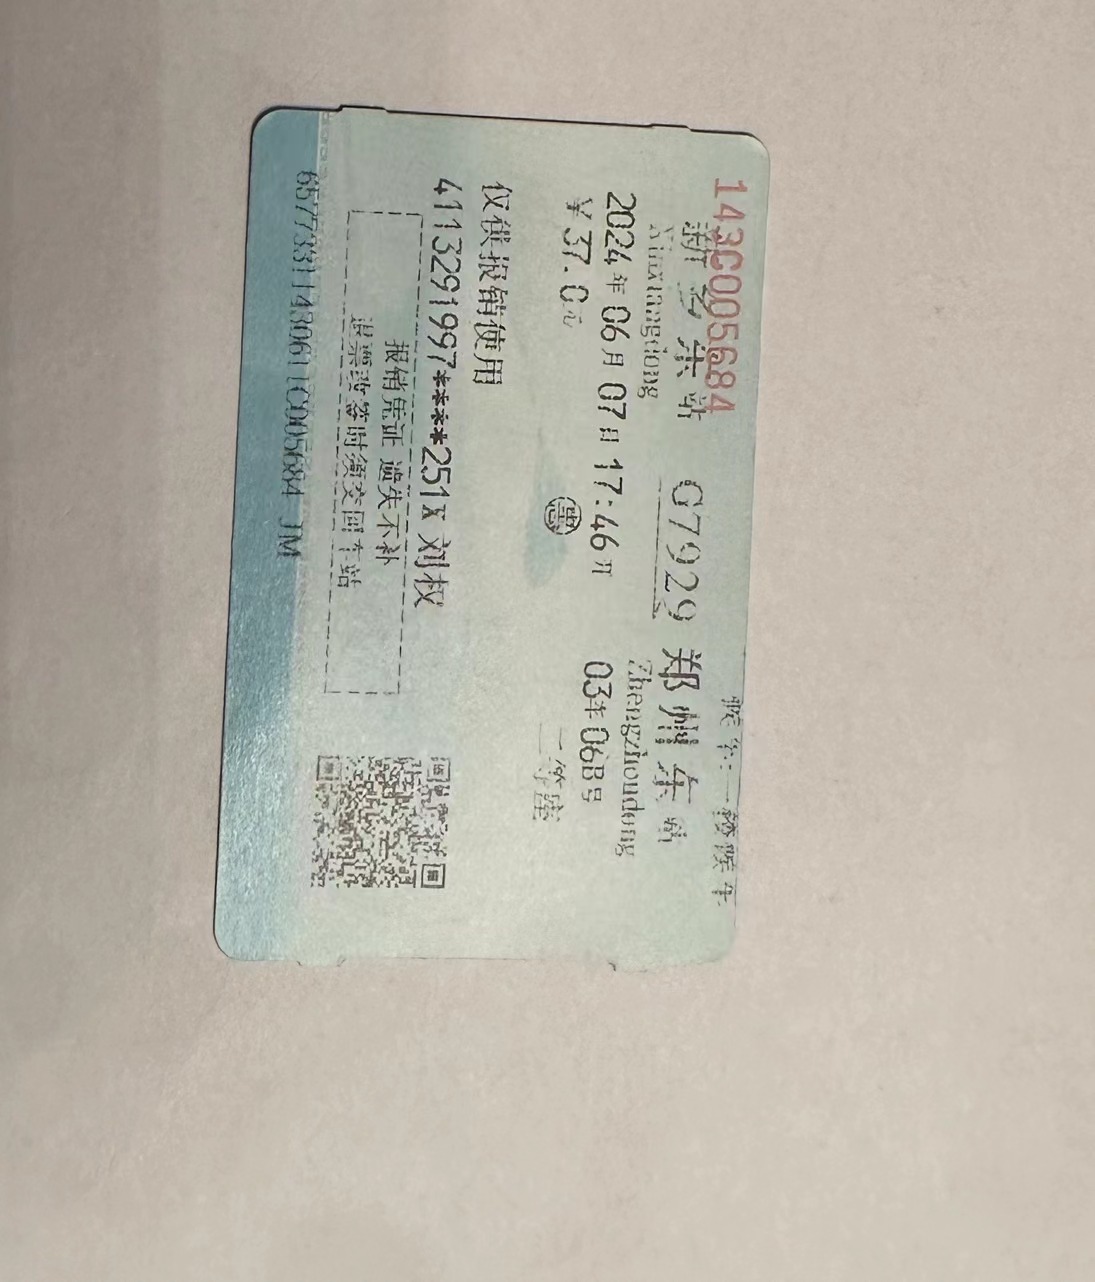 143C005684
新乡东站 G7929 郑州东站
Xinxiangdong Zhengzhoudong
2024年06月07日17:46开 03车06B号
￥37.0元 惠 二等座
仅供报销使用
4113291997****251X 刘权
报销凭证 遗失不补
退票改签时须交回车站
6577331143061 1C005684 JM